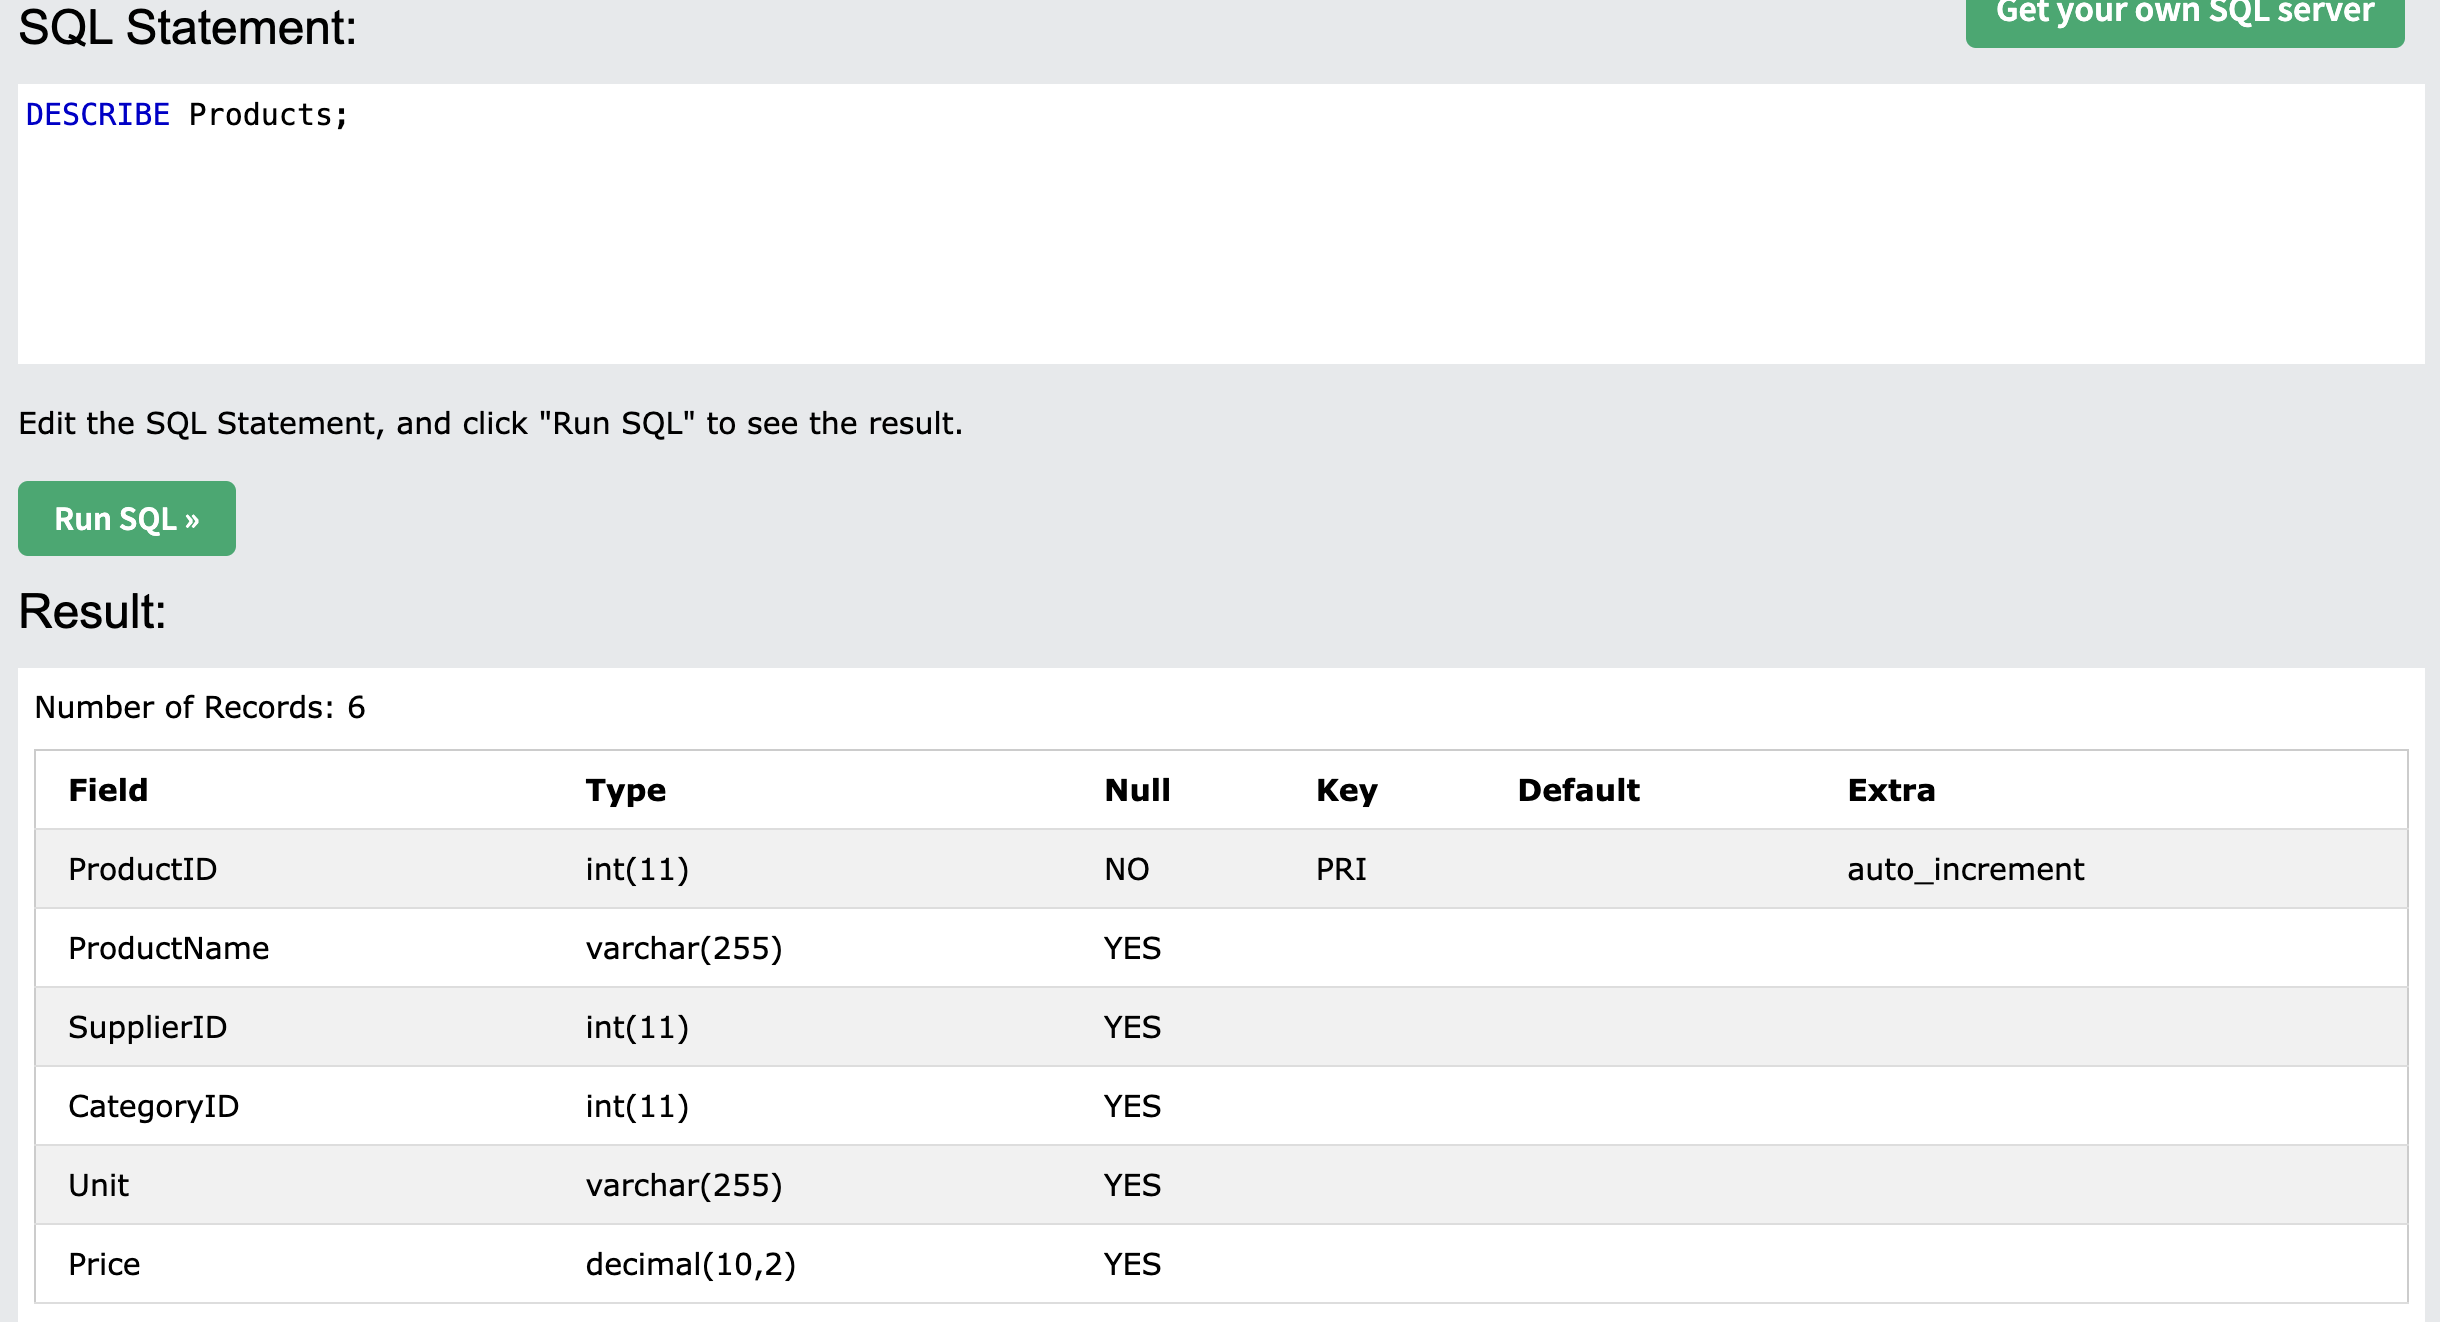 SQL Statement:
Get your own SQL server
DESCRIBE Products;
Edit the SQL Statement, and click "Run SQL" to see the result.
Run SQL »
Result:
Number of Records: 6
Field Type Null Key Default Extra
ProductID int(11) NO PRI auto_increment
ProductName varchar(255) YES
SupplierID int(11) YES
CategoryID int(11) YES
Unit varchar(255) YES
Price decimal(10,2) YES